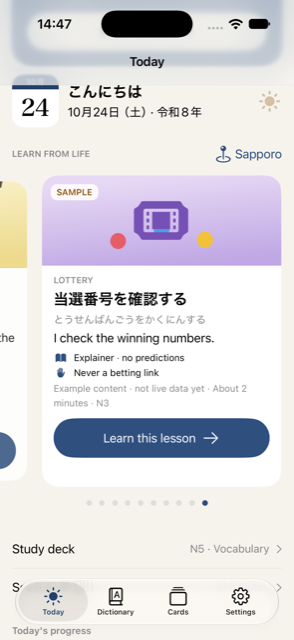 14:47
Today
24
こんにちは
10月24日（土）· 令和8年
LEARN FROM LIFE
Sapporo
SAMPLE
LOTTERY
当選番号を確認する
とうせんばんごうをかくにんする
the
I check the winning numbers.
Explainer · no predictions
Never a betting link
Example content · not live data yet · About 2
minutes · N3
Learn this lesson
Study deck
N5 · Vocabulary
Today
Dictionary
Cards
Settings
Today's progress